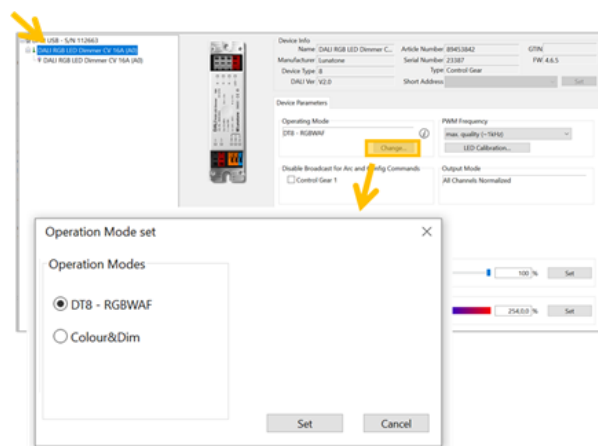 USB - S/N 112663
DALI RGB LED Dimmer CV 16A (A0)
DALI RGB LED Dimmer CV 16A (A0)
Device Info
Name DALI RGB LED Dimmer C... Article Number 89453842 GTIN
Manufacturer Lunatone Serial Number 23387 FW 4.6.5
Device Type 8 Type Control Gear
DALI Ver V2.0 Short Address Set
Device Parameters
Operating Mode PWM Frequency
DT8 - RGBWAF max. quality (~1kHz)
Change... LED Calibration...
Disable Broadcast for Arc and Config Commands Output Mode
Control Gear 1 All Channels Normalized
Operation Mode set
Operation Modes
DT8 - RGBWAF
Colour&Dim
Set Cancel
100 % Set
254,0,0 % Set